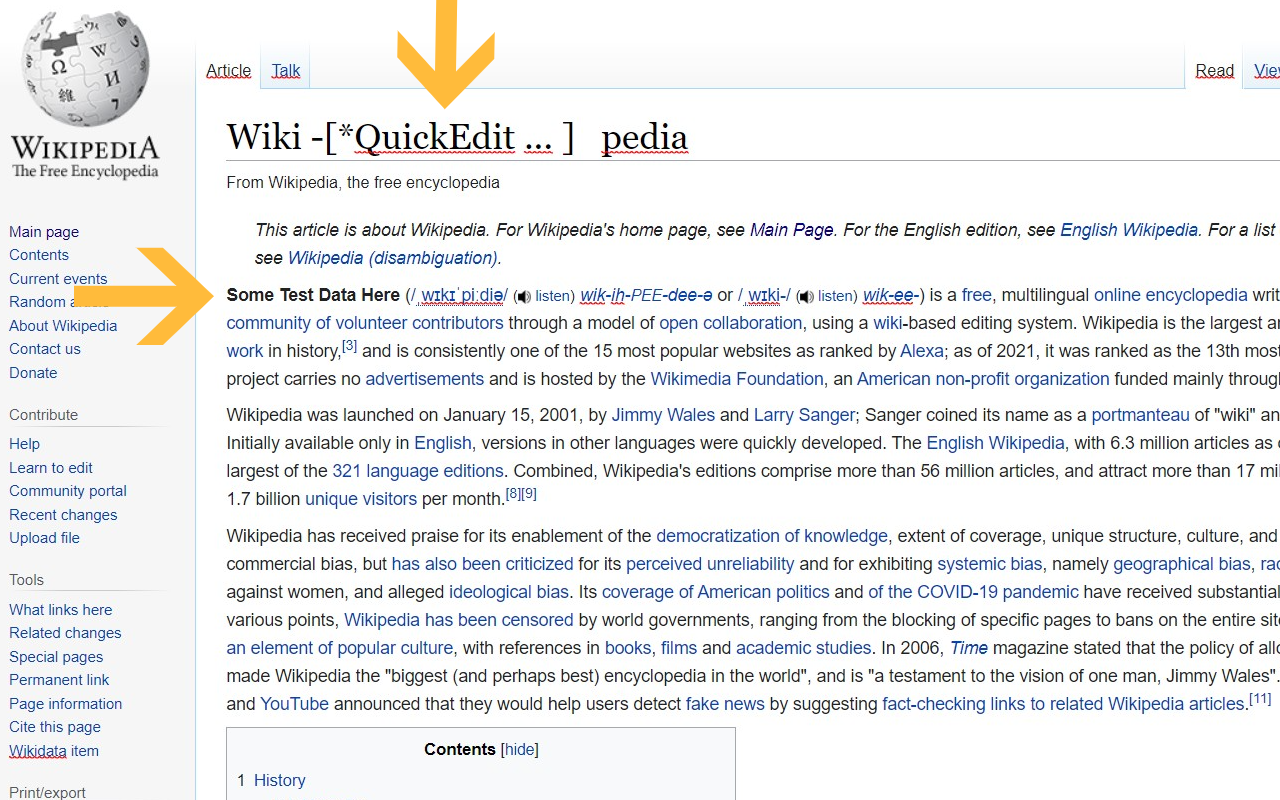 WIKIPEDIA
The Free Encyclopedia
Main page
Contents
Current events
Random
About Wikipedia
Contact us
Donate
Contribute
Help
Learn to edit
Community portal
Recent changes
Upload file
Tools
What links here
Related changes
Special pages
Permanent link
Page information
Cite this page
Wikidata item
Print/export
Article Talk Read
Wiki -[*QuickEdit ... ] pedia
From Wikipedia, the free encyclopedia
This article is about Wikipedia. For Wikipedia's home page, see Main Page. For the English edition, see English Wikipedia. For a list
see Wikipedia (disambiguation).
Some Test Data Here (/ˌwɪkɪˈpiːdiə/ (listen) wik-ih-PEE-dee-ə or /ˌwɪki-/ (listen) wik-ee-) is a free, multilingual online encyclopedia
community of volunteer contributors through a model of open collaboration, using a wiki-based editing system. Wikipedia is the largest
work in history,[3] and is consistently one of the 15 most popular websites as ranked by Alexa; as of 2021, it was ranked as the 13th most
project carries no advertisements and is hosted by the Wikimedia Foundation, an American non-profit organization funded mainly
Wikipedia was launched on January 15, 2001, by Jimmy Wales and Larry Sanger; Sanger coined its name as a portmanteau of "wiki"
Initially available only in English, versions in other languages were quickly developed. The English Wikipedia, with 6.3 million articles as
largest of the 321 language editions. Combined, Wikipedia's editions comprise more than 56 million articles, and attract more than 17
1.7 billion unique visitors per month.[8][9]
Wikipedia has received praise for its enablement of the democratization of knowledge, extent of coverage, unique structure, culture, and
commercial bias, but has also been criticized for its perceived unreliability and for exhibiting systemic bias, namely geographical bias,
against women, and alleged ideological bias. Its coverage of American politics and of the COVID-19 pandemic have received substantial
various points, Wikipedia has been censored by world governments, ranging from the blocking of specific pages to bans on the entire
an element of popular culture, with references in books, films and academic studies. In 2006, Time magazine stated that the policy of
made Wikipedia the "biggest (and perhaps best) encyclopedia in the world", and is "a testament to the vision of one man, Jimmy Wales".
and YouTube announced that they would help users detect fake news by suggesting fact-checking links to related Wikipedia articles.[11]
Contents [hide]
1 History